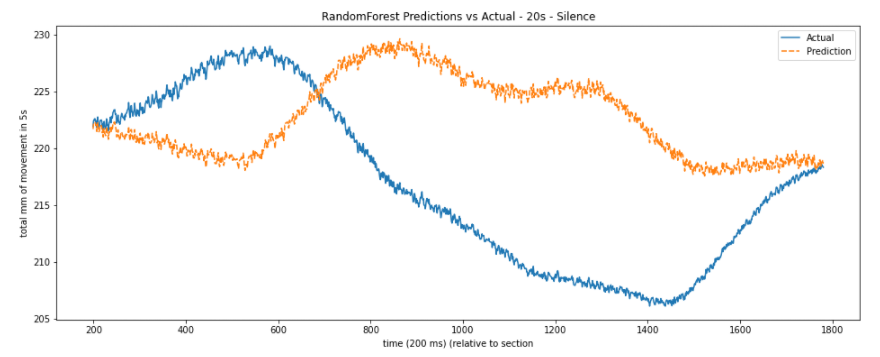 RandomForest Predictions vs Actual - 20s - Silence
230
225
220
215
210
205
total mm of movement in 5s
Actual
Prediction
200 400 600 800 1000 1200 1400 1600 1800
time (200 ms) (relative to section